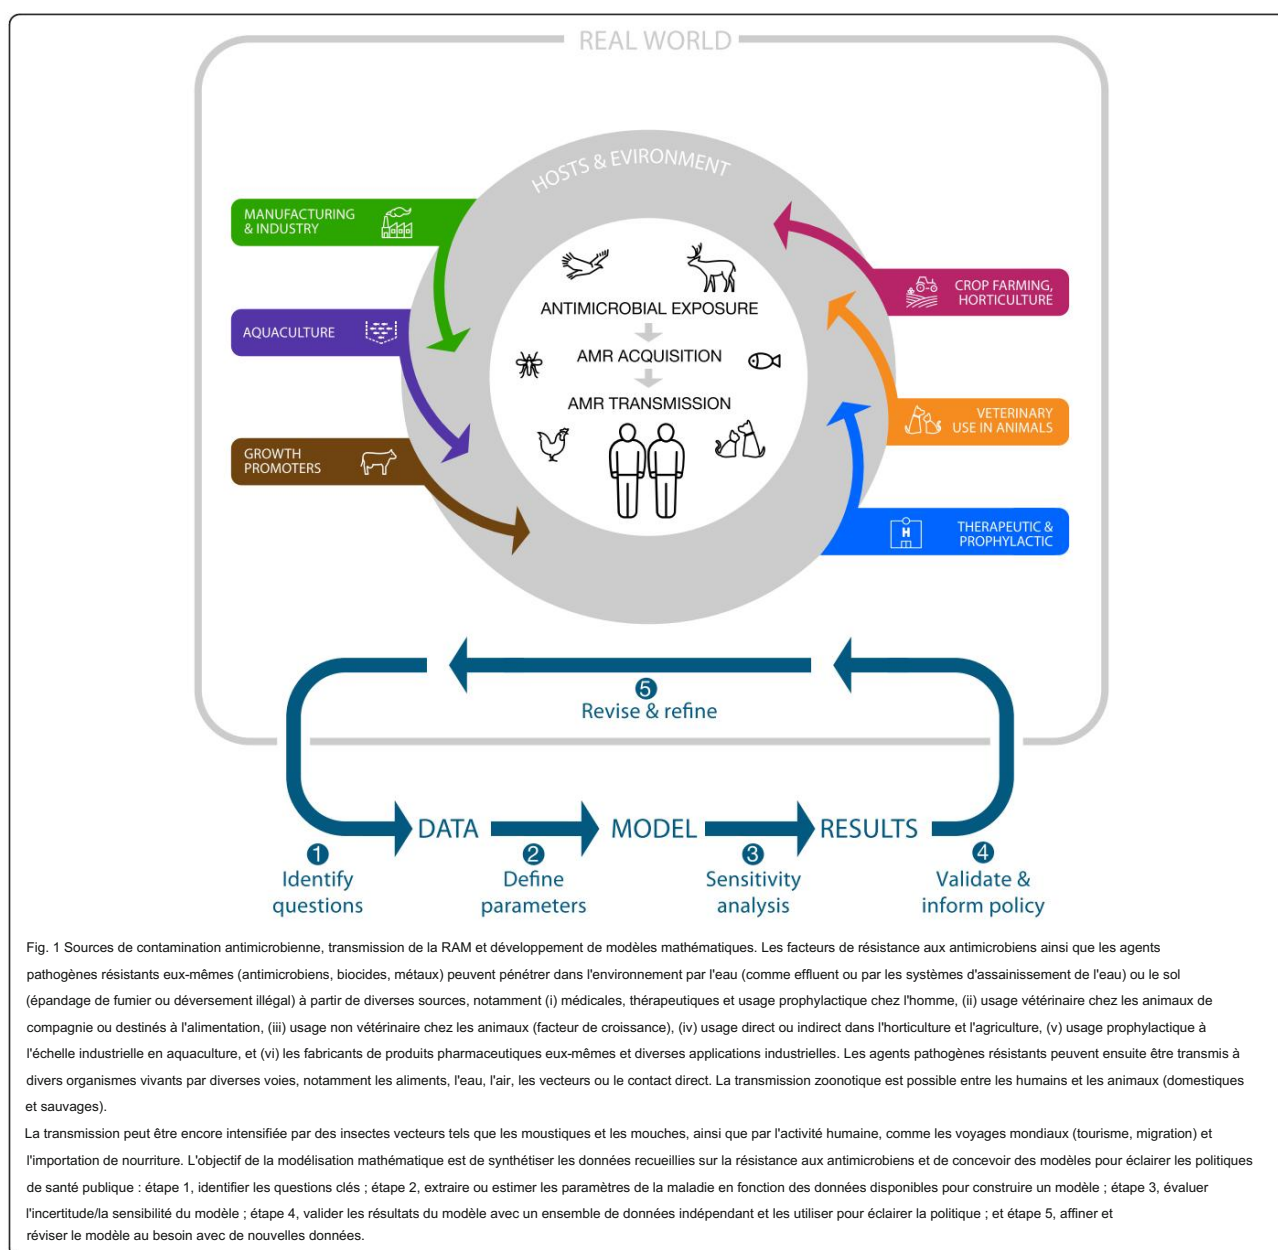 REAL WORLD
HOSTS & EVIRONMENT
MANUFACTURING
& INDUSTRY
AQUACULTURE
GROWTH
PROMOTERS
ANTIMICROBIAL EXPOSURE
AMR ACQUISITION
AMR TRANSMISSION
CROP FARMING,
HORTICULTURE
VETERINARY
USE IN ANIMALS
H
THERAPEUTIC &
PROPHYLACTIC
5
Revise & refine
DATA
MODEL
RESULTS
1
Identify
questions
2
Define
parameters
3
Sensitivity
analysis
4
Validate &
inform policy
Fig. 1 Sources de contamination antimicrobienne, transmission de la RAM et développement de modèles mathématiques. Les facteurs de résistance aux antimicrobiens ainsi que les agents
pathogènes résistants eux-mêmes (antimicrobiens, biocides, métaux) peuvent pénétrer dans l'environnement par l'eau (comme effluent ou par les systèmes d'assainissement de l'eau) ou le sol
(épandage de fumier ou déversement illégal) à partir de diverses sources, notamment (i) médicales, thérapeutiques et usage prophylactique chez l'homme, (ii) usage vétérinaire chez les animaux de
compagnie ou destinés à l'alimentation, (iii) usage non vétérinaire chez les animaux (facteur de croissance), (iv) usage direct ou indirect dans l'horticulture et l'agriculture, (v) usage prophylactique à
l'échelle industrielle en aquaculture, et (vi) les fabricants de produits pharmaceutiques eux-mêmes et diverses applications industrielles. Les agents pathogènes résistants peuvent ensuite être transmis à
divers organismes vivants par diverses voies, notamment les aliments, l'eau, l'air, les vecteurs ou le contact direct. La transmission zoonotique est possible entre les humains et les animaux (domestiques
et sauvages).
La transmission peut être encore intensifiée par des insectes vecteurs tels que les moustiques et les mouches, ainsi que par l'activité humaine, comme les voyages mondiaux (tourisme, migration) et
l'importation de nourriture. L'objectif de la modélisation mathématique est de synthétiser les données recueillies sur la résistance aux antimicrobiens et de concevoir des modèles pour éclairer les politiques
de santé publique : étape 1, identifier les questions clés ; étape 2, extraire ou estimer les paramètres de la maladie en fonction des données disponibles pour construire un modèle ; étape 3, évaluer
l'incertitude/la sensibilité du modèle ; étape 4, valider les résultats du modèle avec un ensemble de données indépendant et les utiliser pour éclairer la politique ; et étape 5, affiner et
réviser le modèle au besoin avec de nouvelles données.